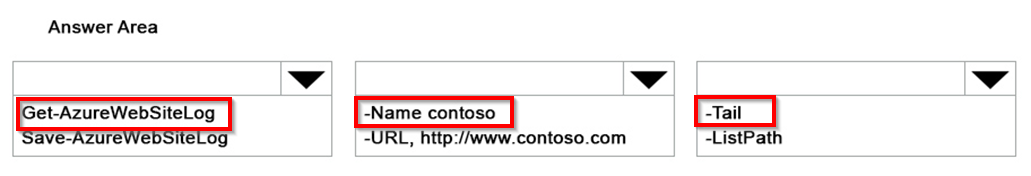 Answer Area
Get-AzureWebSiteLog
Save-AzureWebSiteLog
-Name contoso
-URL, http://www.contoso.com
-Tail
-ListPath